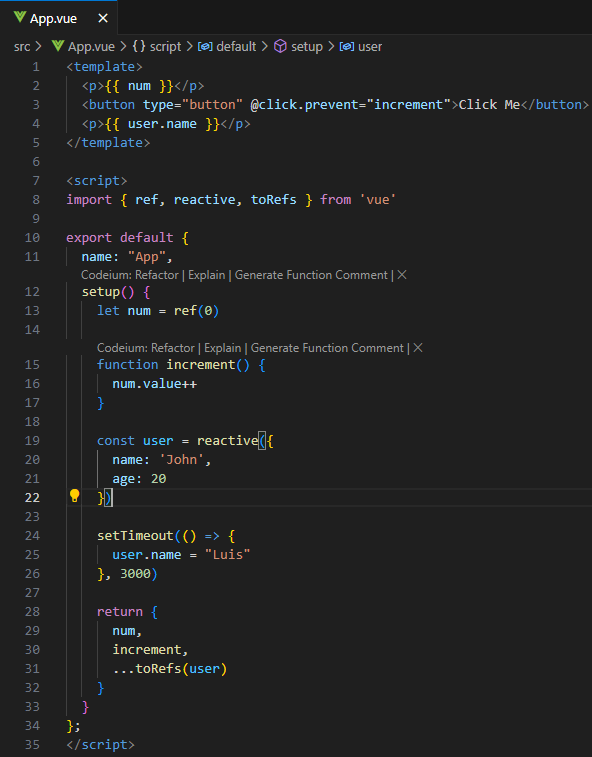 App.vue
src > App.vue > {} script > default > setup > user
1 <template>
2 <p>{{ num }}</p>
3 <button type="button" @click.prevent="increment">Click Me</button>
4 <p>{{ user.name }}</p>
5 </template>
6
7 <script>
8 import { ref, reactive, toRefs } from 'vue'
9
10 export default {
11 name: "App",
Codeium: Refactor | Explain | Generate Function Comment | ×
12 setup() {
13 let num = ref(0)
14
Codeium: Refactor | Explain | Generate Function Comment | ×
15 function increment() {
16 num.value++
17 }
18
19 const user = reactive({
20 name: 'John',
21 age: 20
22 })
23
24 setTimeout(() => {
25 user.name = "Luis"
26 }, 3000)
27
28 return {
29 num,
30 increment,
31 ...toRefs(user)
32 }
33 }
34 };
35 </script>